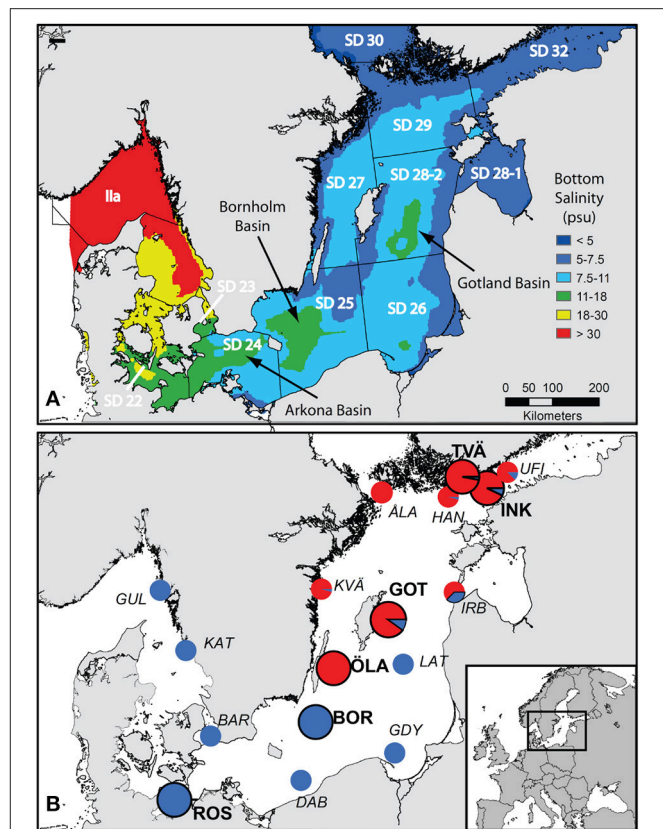 SD 30
SD 32
SD 29
IIa
SD 27
SD 28-2
SD 28-1
Bornholm
Basin
Bottom
Salinity
(psu)
< 5
5-7.5
7.5-11
11-18
18-30
> 30
Gotland Basin
SD 23
SD 25
SD 26
SD 24
SD 22
Arkona Basin
A
0 50 100 200
Kilometers
TVÄ
UFI
ÅLA
HAN
INK
GUL
KVÄ
GOT
IRB
KAT
LAT
ÖLA
BAR
BOR
GDY
DAB
B
ROS